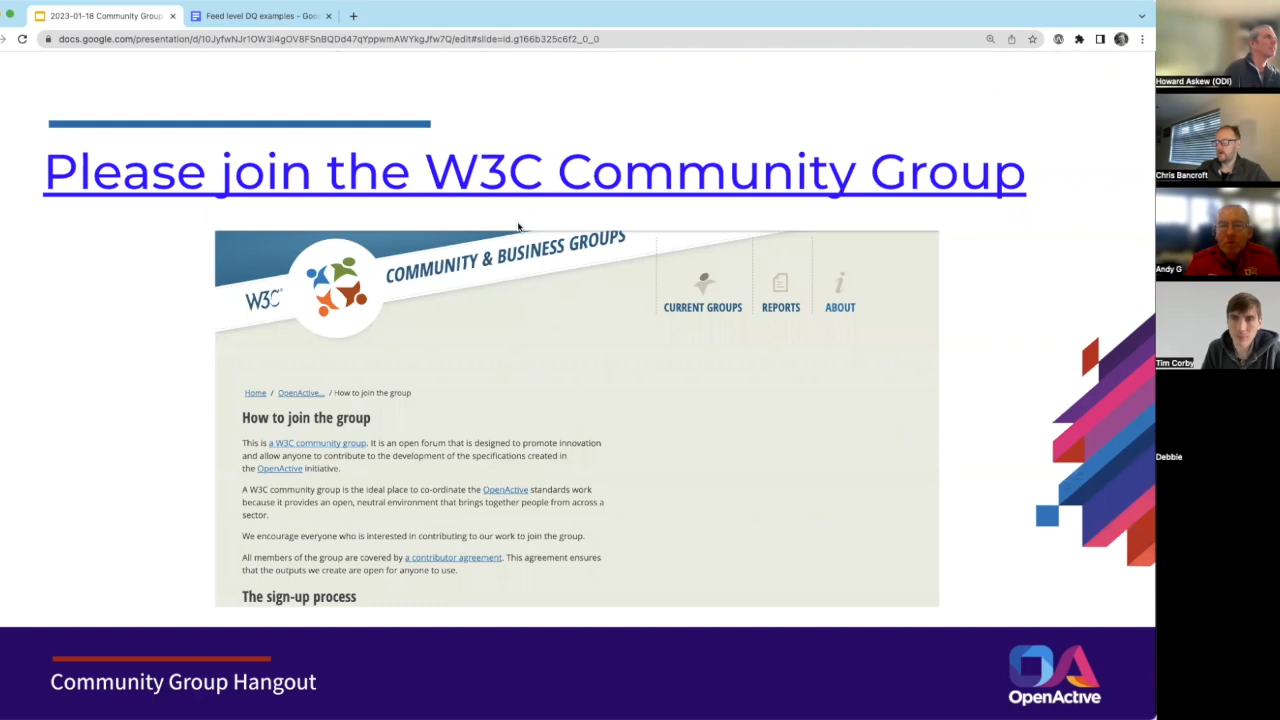 2023-01-18 Community Group
Feed level DQ examples - Goo
docs.google.com/presentation/d/10JyfwNJr1OW3l4gOV8FSnBQDd47qYppwmAWYkgJfw7Q/edit#slide=id.g166b325c6f2_0_0
Please join the W3C Community Group
W3C
COMMUNITY & BUSINESS GROUPS
CURRENT GROUPS
REPORTS
ABOUT
Home / OpenActive... / How to join the group
How to join the group
This is a W3C community group. It is an open forum that is designed to promote innovation
and allow anyone to contribute to the development of the specifications created in
the OpenActive initiative.
A W3C community group is the ideal place to co-ordinate the OpenActive standards work
because it provides an open, neutral environment that brings together people from across a
sector.
We encourage everyone who is interested in contributing to our work to join the group.
All members of the group are covered by a contributor agreement. This agreement ensures
that the outputs we create are open for anyone to use.
The sign-up process
Community Group Hangout
OpenActive
Howard Askew (ODI)
Chris Bancroft
Andy G
Tim Corby
Debbie